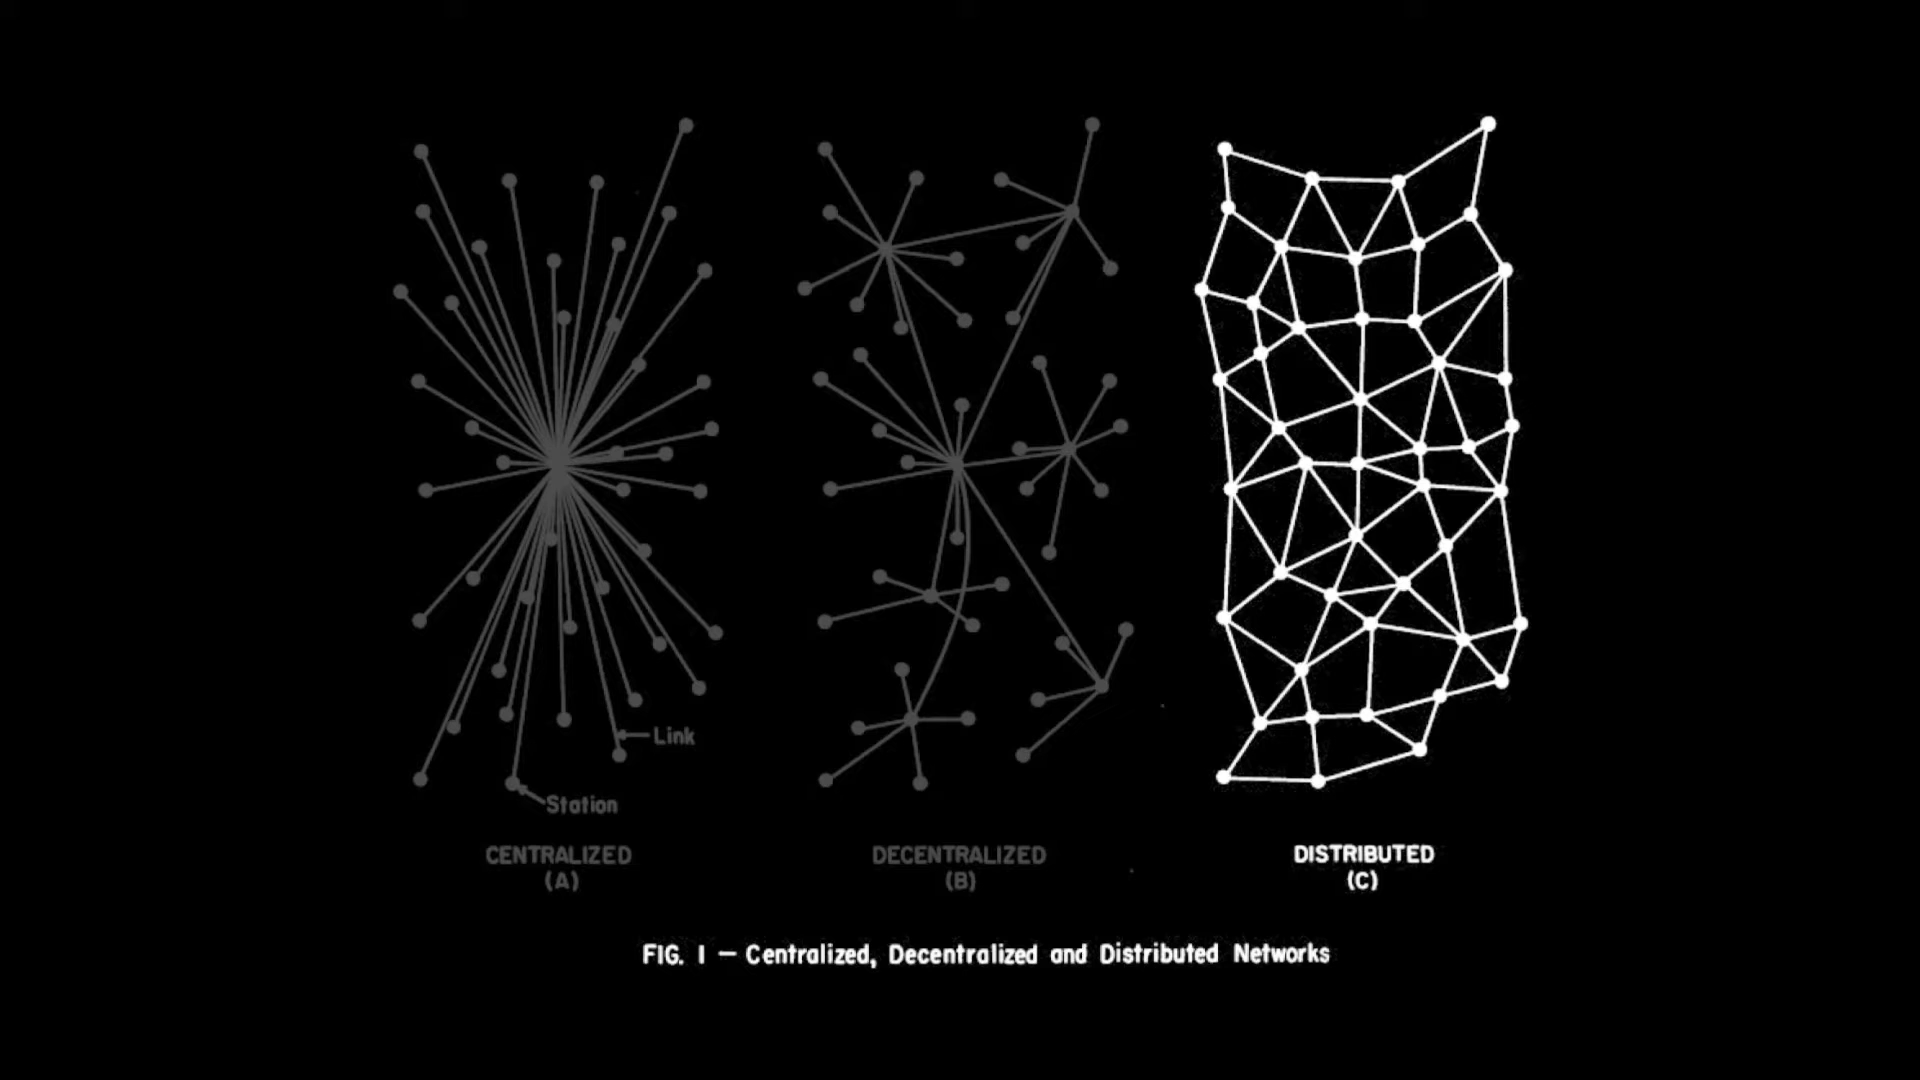 Link
Station
CENTRALIZED
(A)
DECENTRALIZED
(B)
DISTRIBUTED
(C)
FIG. I — Centralized, Decentralized and Distributed Networks